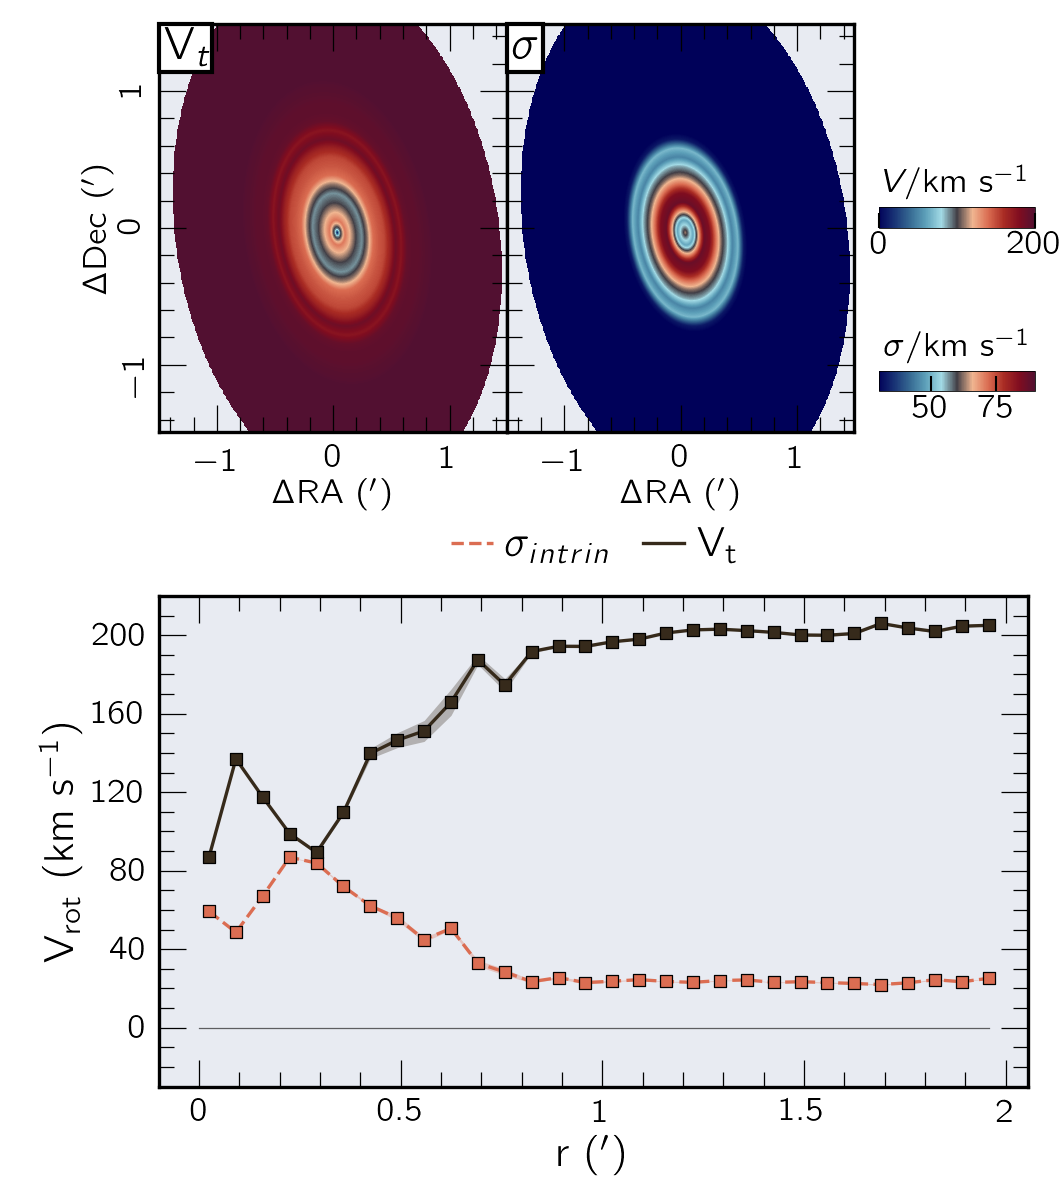 Vₜ
σ
1
0
−1
ΔDec (′)
−1 0 1
−1 0 1
ΔRA (′)
ΔRA (′)
V/km s⁻¹
0 200
σ/km s⁻¹
50 75
σ_intrin V_t
200
160
120
80
40
0
V_rot (km s⁻¹)
0 0.5 1 1.5 2
r (′)